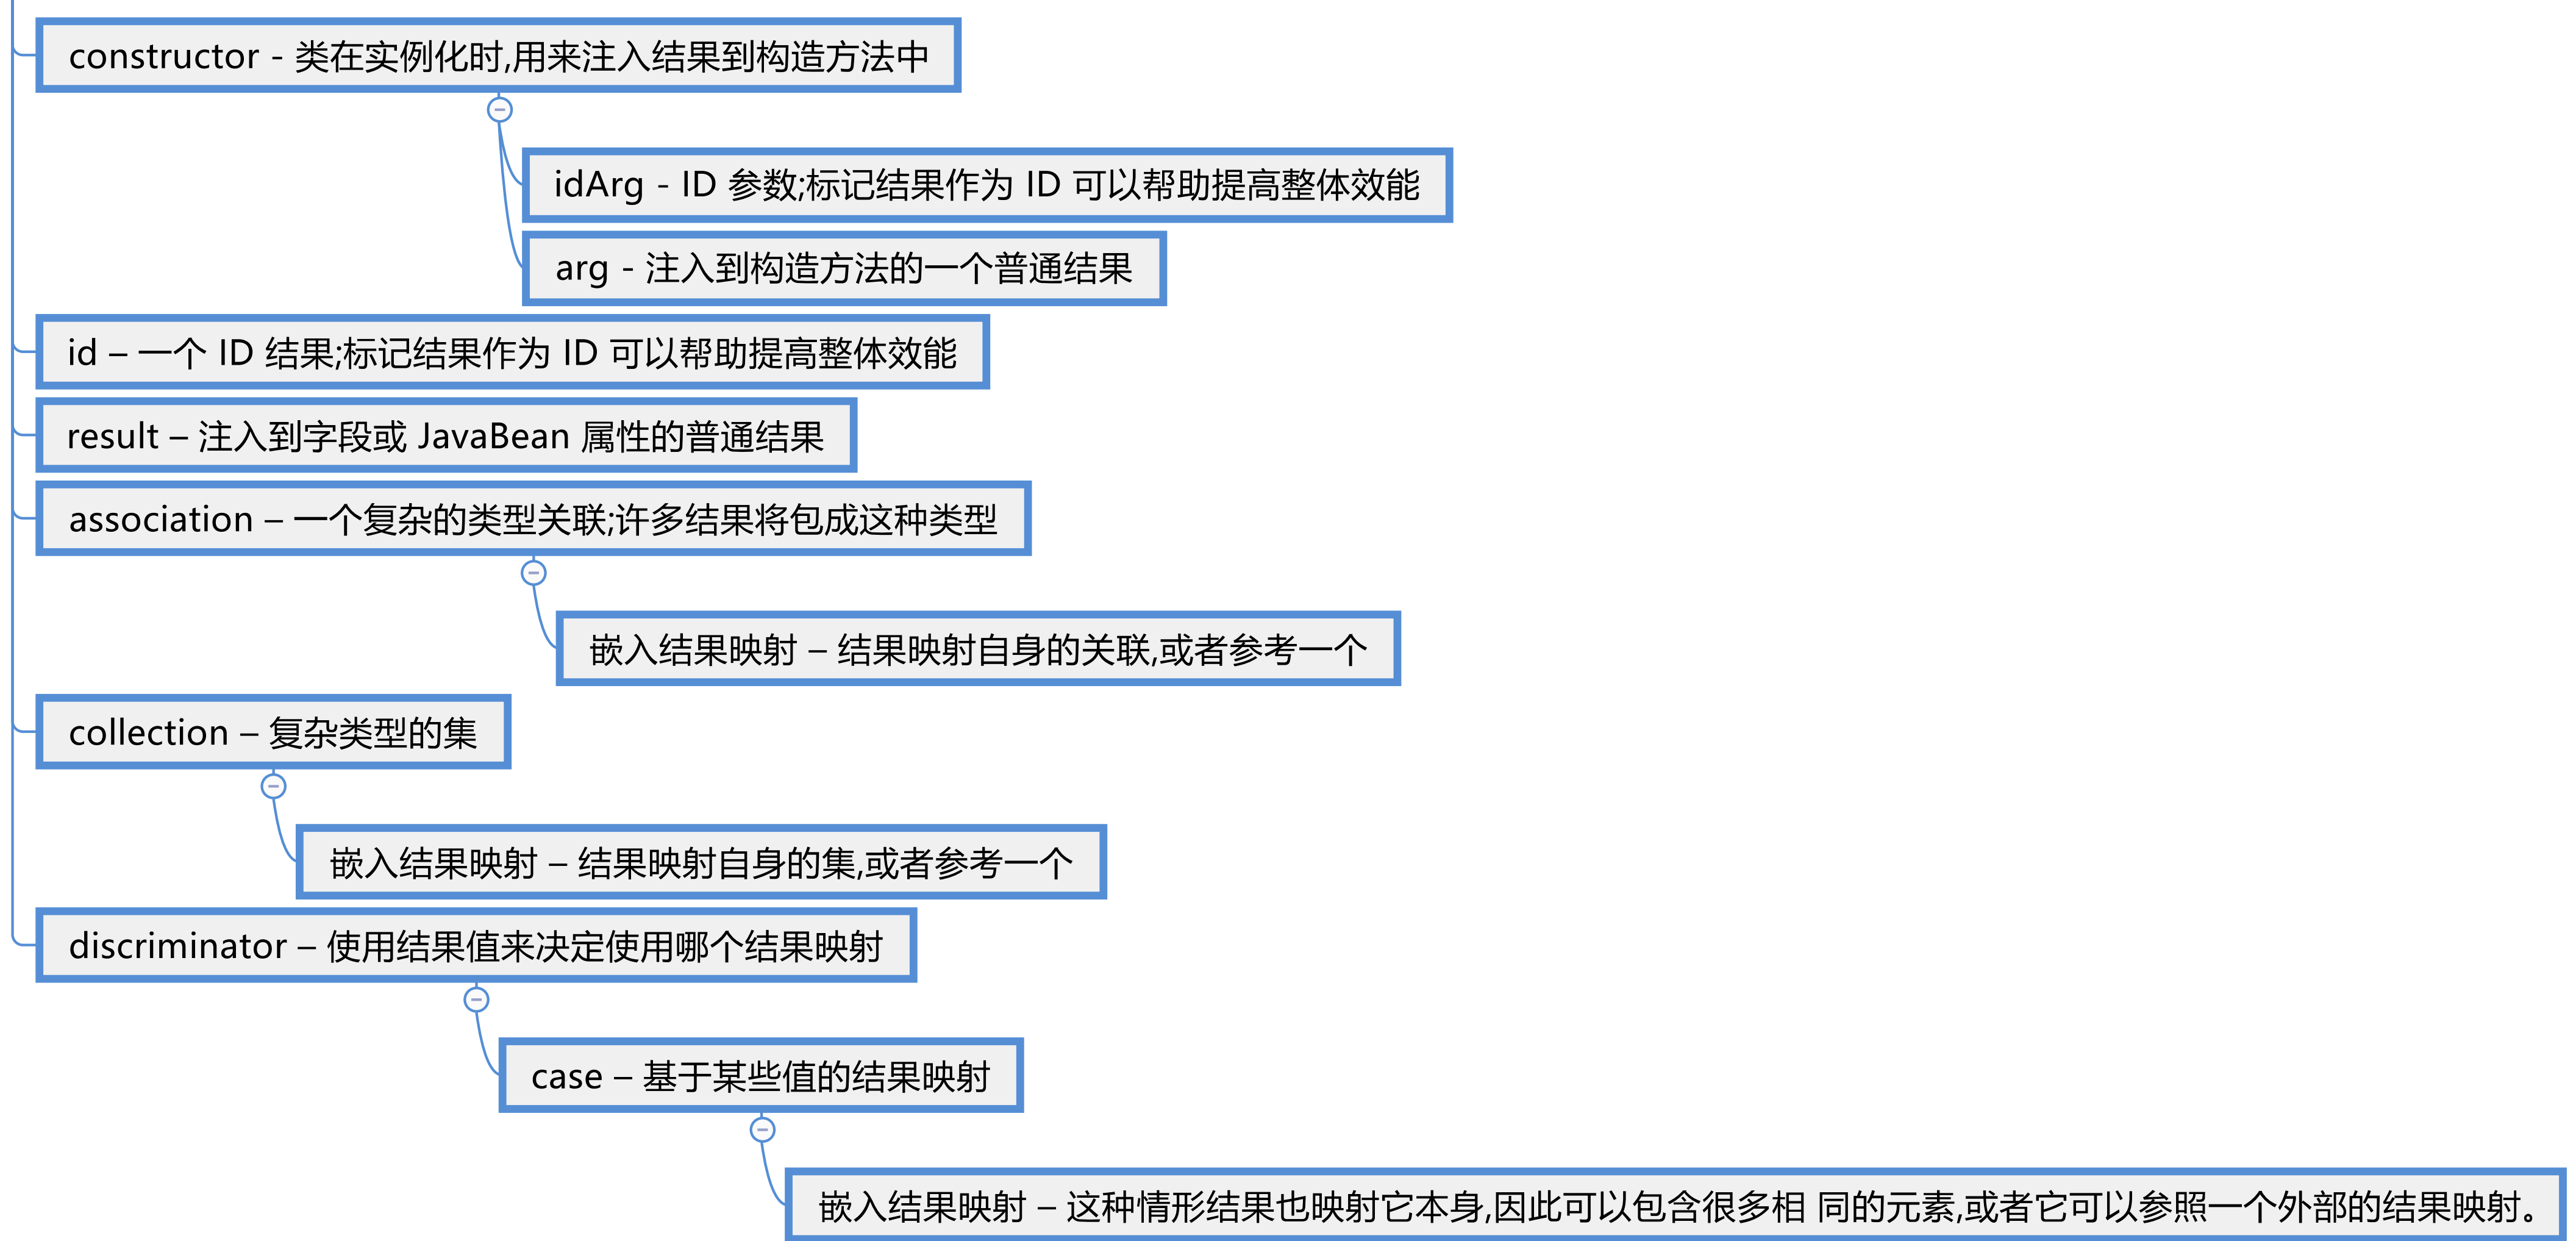 constructor - 类在实例化时,用来注入结果到构造方法中
idArg - ID 参数;标记结果作为 ID 可以帮助提高整体效能
arg - 注入到构造方法的一个普通结果
id – 一个 ID 结果;标记结果作为 ID 可以帮助提高整体效能
result – 注入到字段或 JavaBean 属性的普通结果
association – 一个复杂的类型关联;许多结果将包成这种类型
嵌入结果映射 – 结果映射自身的关联,或者参考一个
collection – 复杂类型的集
嵌入结果映射 – 结果映射自身的集,或者参考一个
discriminator – 使用结果值来决定使用哪个结果映射
case – 基于某些值的结果映射
嵌入结果映射 – 这种情形结果也映射它本身,因此可以包含很多相 同的元素,或者它可以参照一个外部的结果映射。